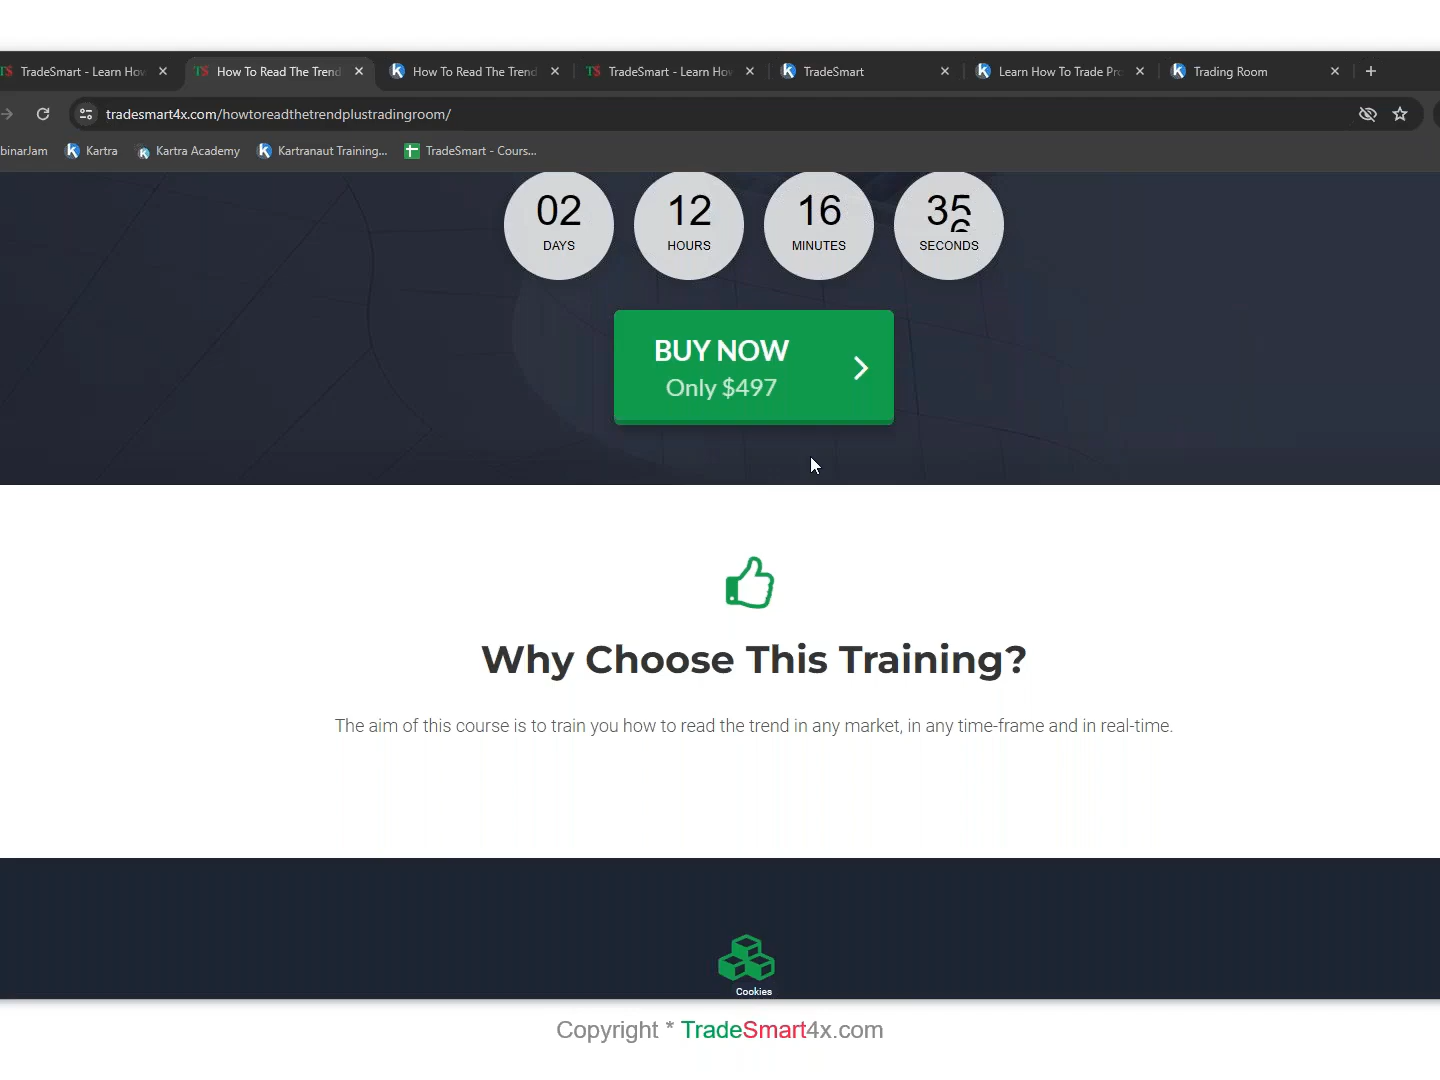 TradeSmart - Learn How
How To Read The Trend
How To Read The Trend
TradeSmart - Learn How
TradeSmart
Learn How To Trade Pro
Trading Room
tradesmart4x.com/howtoreadthetrendplustradingroom/
binarJam
Kartra
Kartra Academy
Kartranaut Training...
TradeSmart - Cours...
02
12
16
35
DAYS
HOURS
MINUTES
SECONDS
BUY NOW
Only $497
Why Choose This Training?
The aim of this course is to train you how to read the trend in any market, in any time-frame and in real-time.
Cookies
Copyright * TradeSmart4x.com